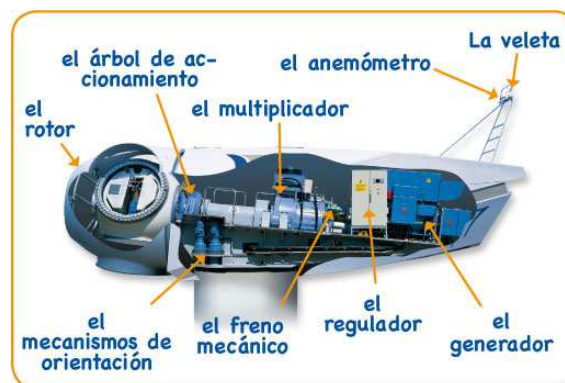 La veleta
el anemómetro
el árbol de ac-
cionamiento
el multiplicador
el
rotor
el
mecanismos de
orientación
el freno
mecánico
el
regulador
el
generador